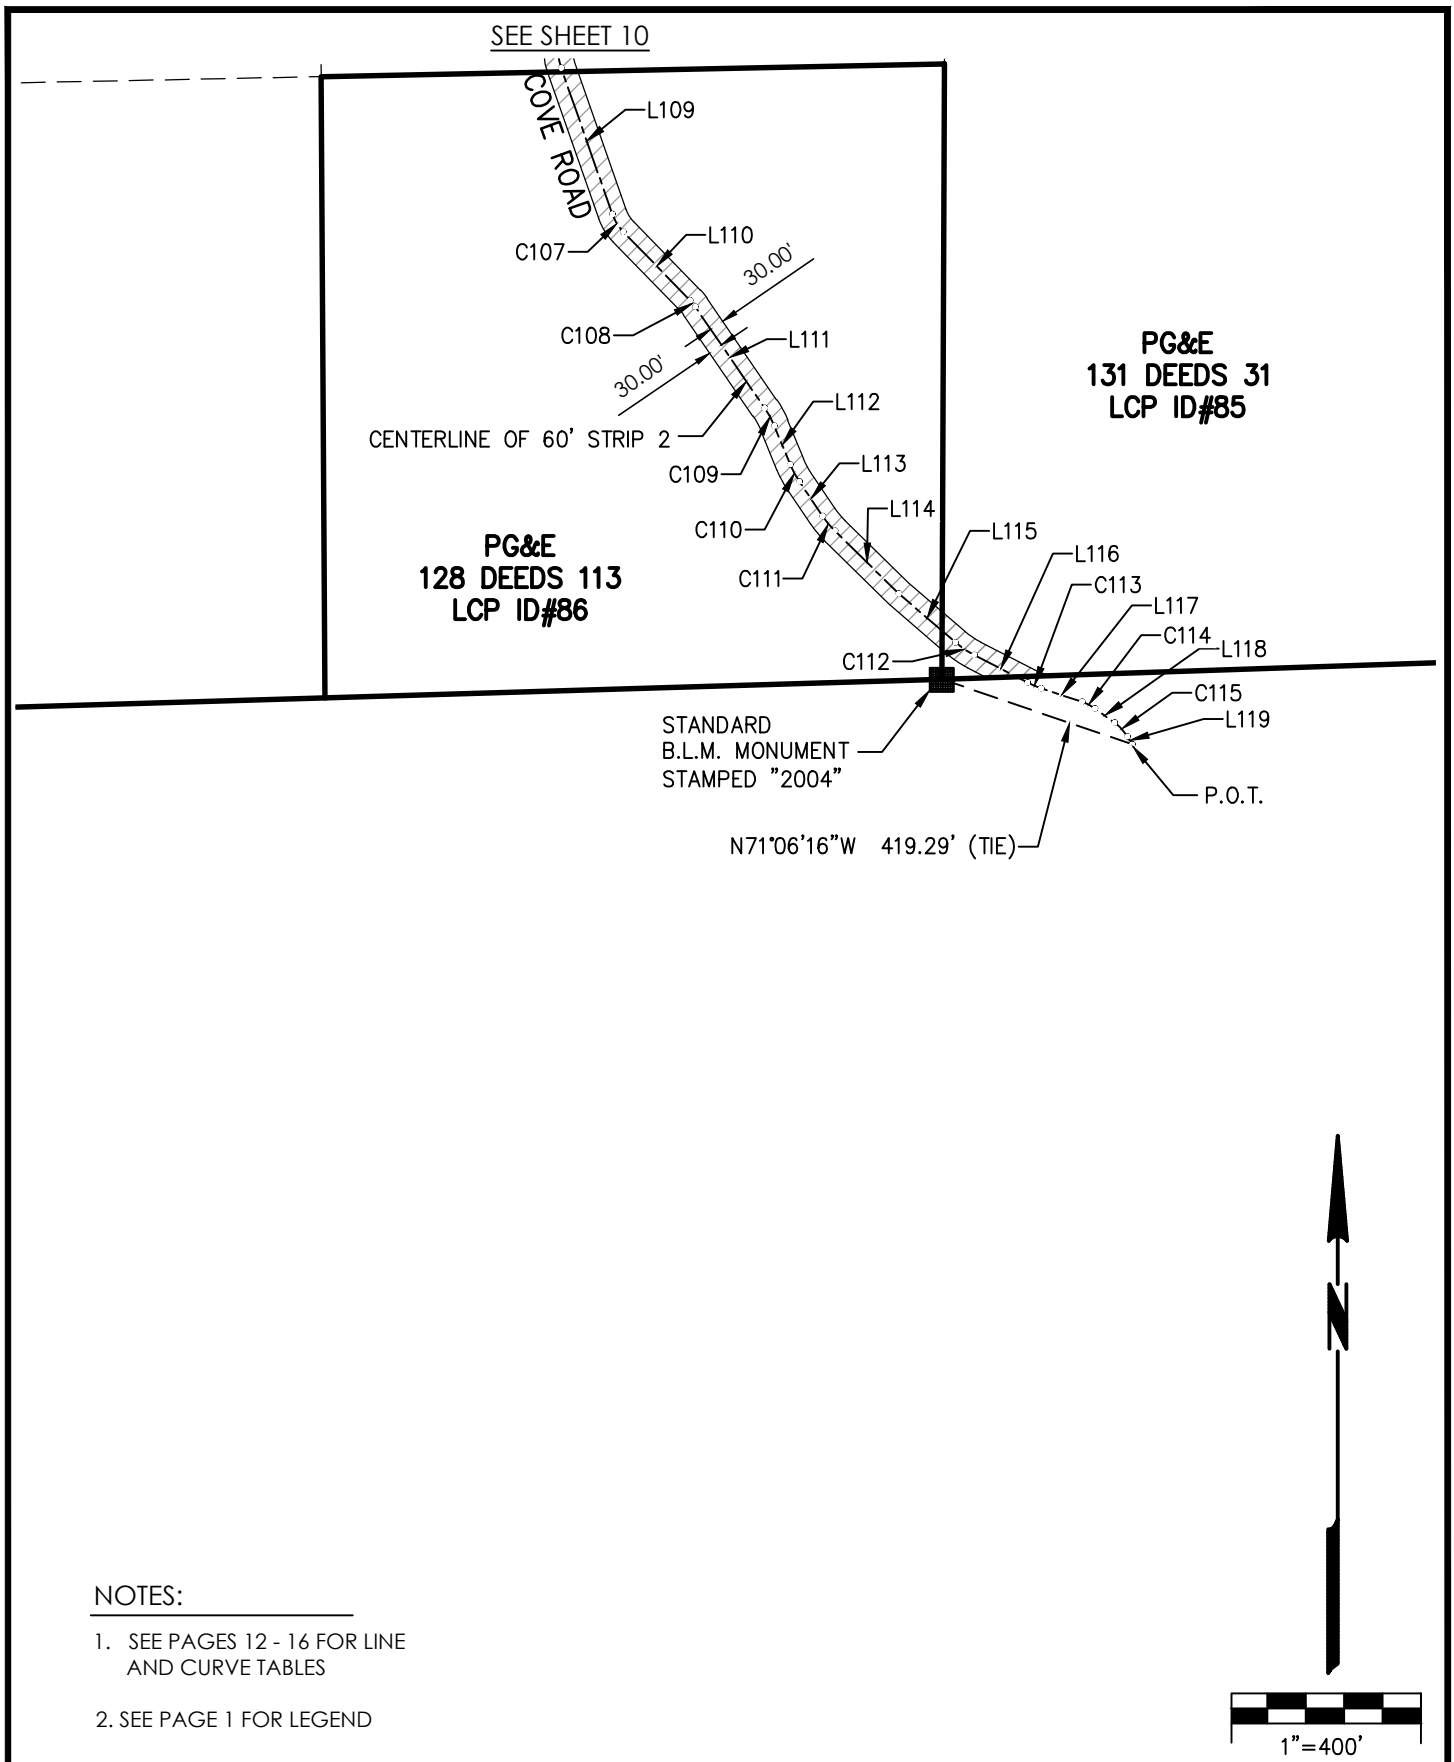 SEE SHEET 10
COVE ROAD
L109
C107
L110
30.00'
C108
L111
30.00'
L112
CENTERLINE OF 60' STRIP 2
C109
L113
PG&E
131 DEEDS 31
LCP ID#85
C110
L114
C111
L115
PG&E
128 DEEDS 113
LCP ID#86
L116
C113
L117
C114
L118
C112
C115
L119
STANDARD
B.L.M. MONUMENT
STAMPED "2004"
P.O.T.
N71°06'16"W 419.29' (TIE)
N
NOTES:
1. SEE PAGES 12 - 16 FOR LINE
AND CURVE TABLES
2. SEE PAGE 1 FOR LEGEND
1"=400'